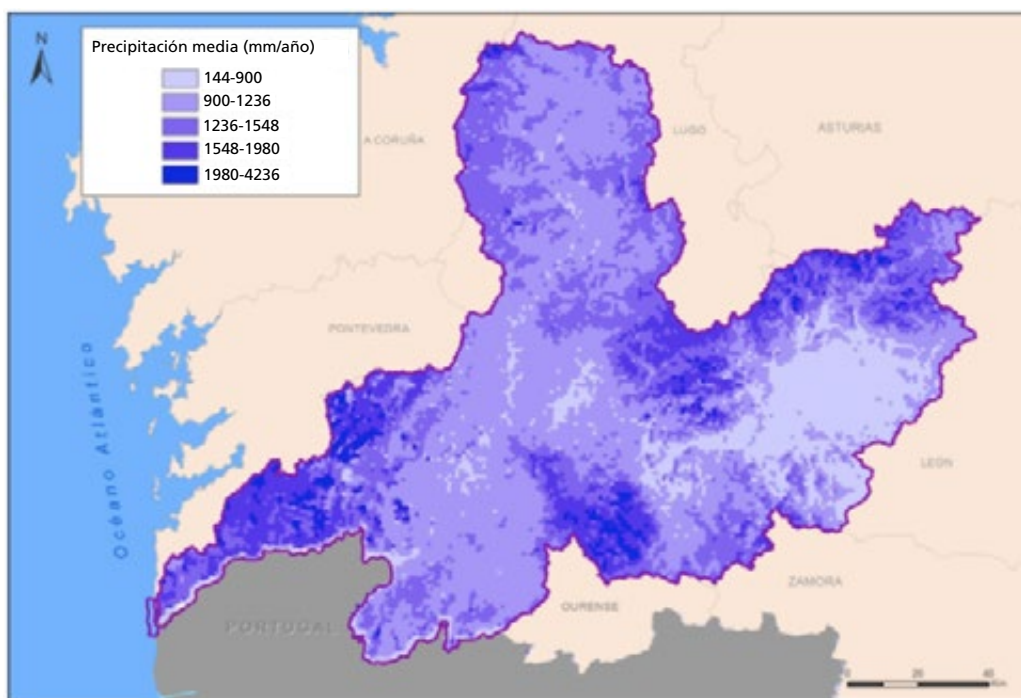 N
Precipitación media (mm/año)
144-900
900-1236
1236-1548
1548-1980
1980-4236
A CORUÑA
LUGO
ASTURIAS
PONTEVEDRA
Océano Atlántico
LEÓN
ZAMORA
OURENSE
PORTUGAL
0 20 40